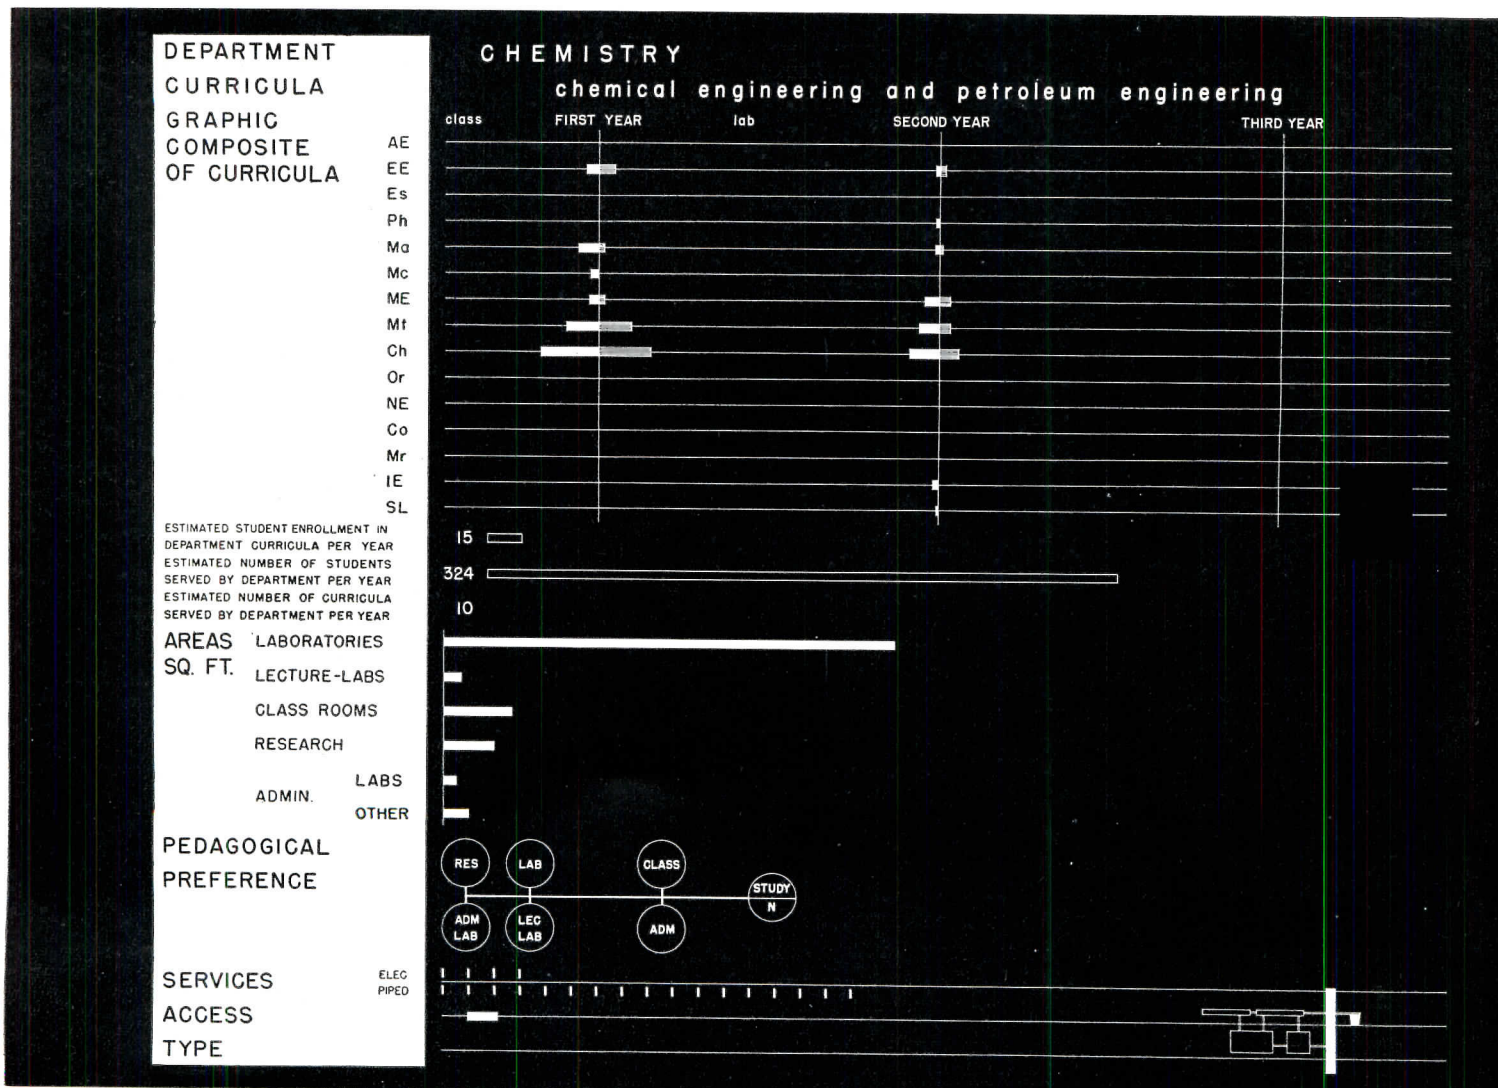 DEPARTMENT CHEMISTRY
CURRICULA chemical engineering and petroleum engineering
GRAPHIC class FIRST YEAR lab SECOND YEAR THIRD YEAR
COMPOSITE AE
OF CURRICULA EE
Es
Ph
Ma
Mc
ME
Mt
Ch
Or
NE
Co
Mr
IE
SL
ESTIMATED STUDENT ENROLLMENT IN
DEPARTMENT CURRICULA PER YEAR 15
ESTIMATED NUMBER OF STUDENTS
SERVED BY DEPARTMENT PER YEAR 324
ESTIMATED NUMBER OF CURRICULA
SERVED BY DEPARTMENT PER YEAR 10
AREAS LABORATORIES
SQ. FT. LECTURE-LABS
CLASS ROOMS
RESEARCH
LABS
ADMIN.
OTHER
PEDAGOGICAL
PREFERENCE
RES LAB CLASS
STUDY
N
ADM LEC ADM
LAB LAB
SERVICES ELEC
PIPED
ACCESS
TYPE